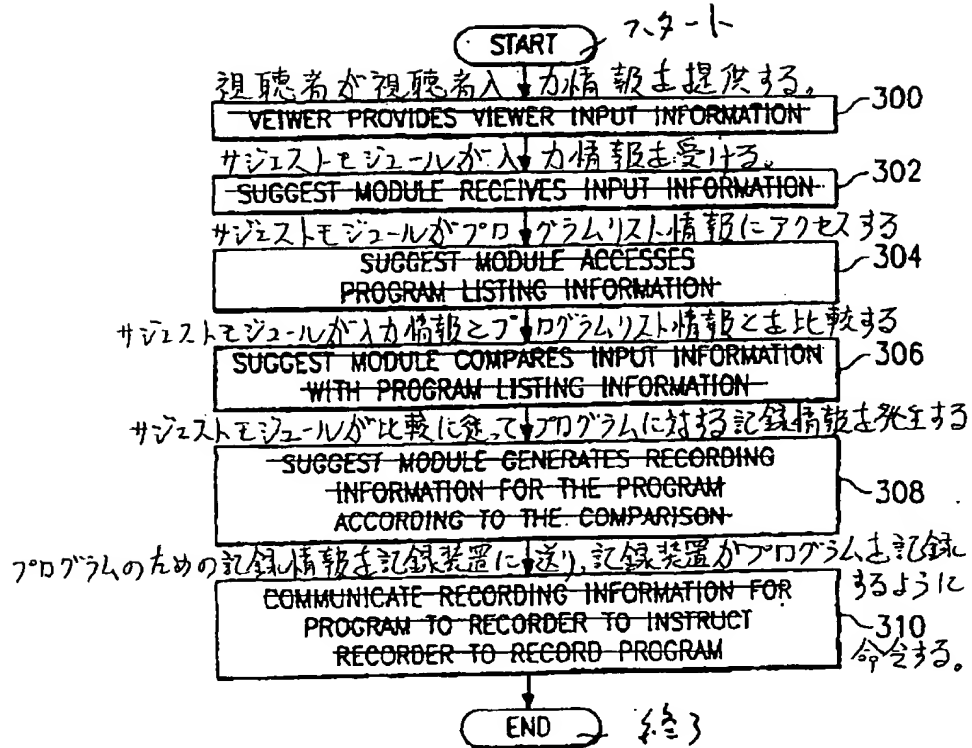 START スタート
視聴者が視聴者入力情報を提供する。
VEIWER PROVIDES VIEWER INPUT INFORMATION 300
サジェストモジュールが入力情報を受ける。
SUGGEST MODULE RECEIVES INPUT INFORMATION 302
サジェストモジュールがプログラムリスト情報にアクセスする
SUGGEST MODULE ACCESSES
PROGRAM LISTING INFORMATION
304
サジェストモジュールが入力情報とプログラムリスト情報とを比較する
SUGGEST MODULE COMPARES INPUT INFORMATION
WITH PROGRAM LISTING INFORMATION
306
サジェストモジュールが比較に従ってプログラムに対する記録情報を発生する
SUGGEST MODULE GENERATES RECORDING
INFORMATION FOR THE PROGRAM
ACCORDING TO THE COMPARISON
308
プログラムのための記録情報を記録装置に送り、記録装置がプログラムを記録
するように
命令する。
COMMUNICATE RECORDING INFORMATION FOR
PROGRAM TO RECORDER TO INSTRUCT
RECORDER TO RECORD PROGRAM
310
END 終了